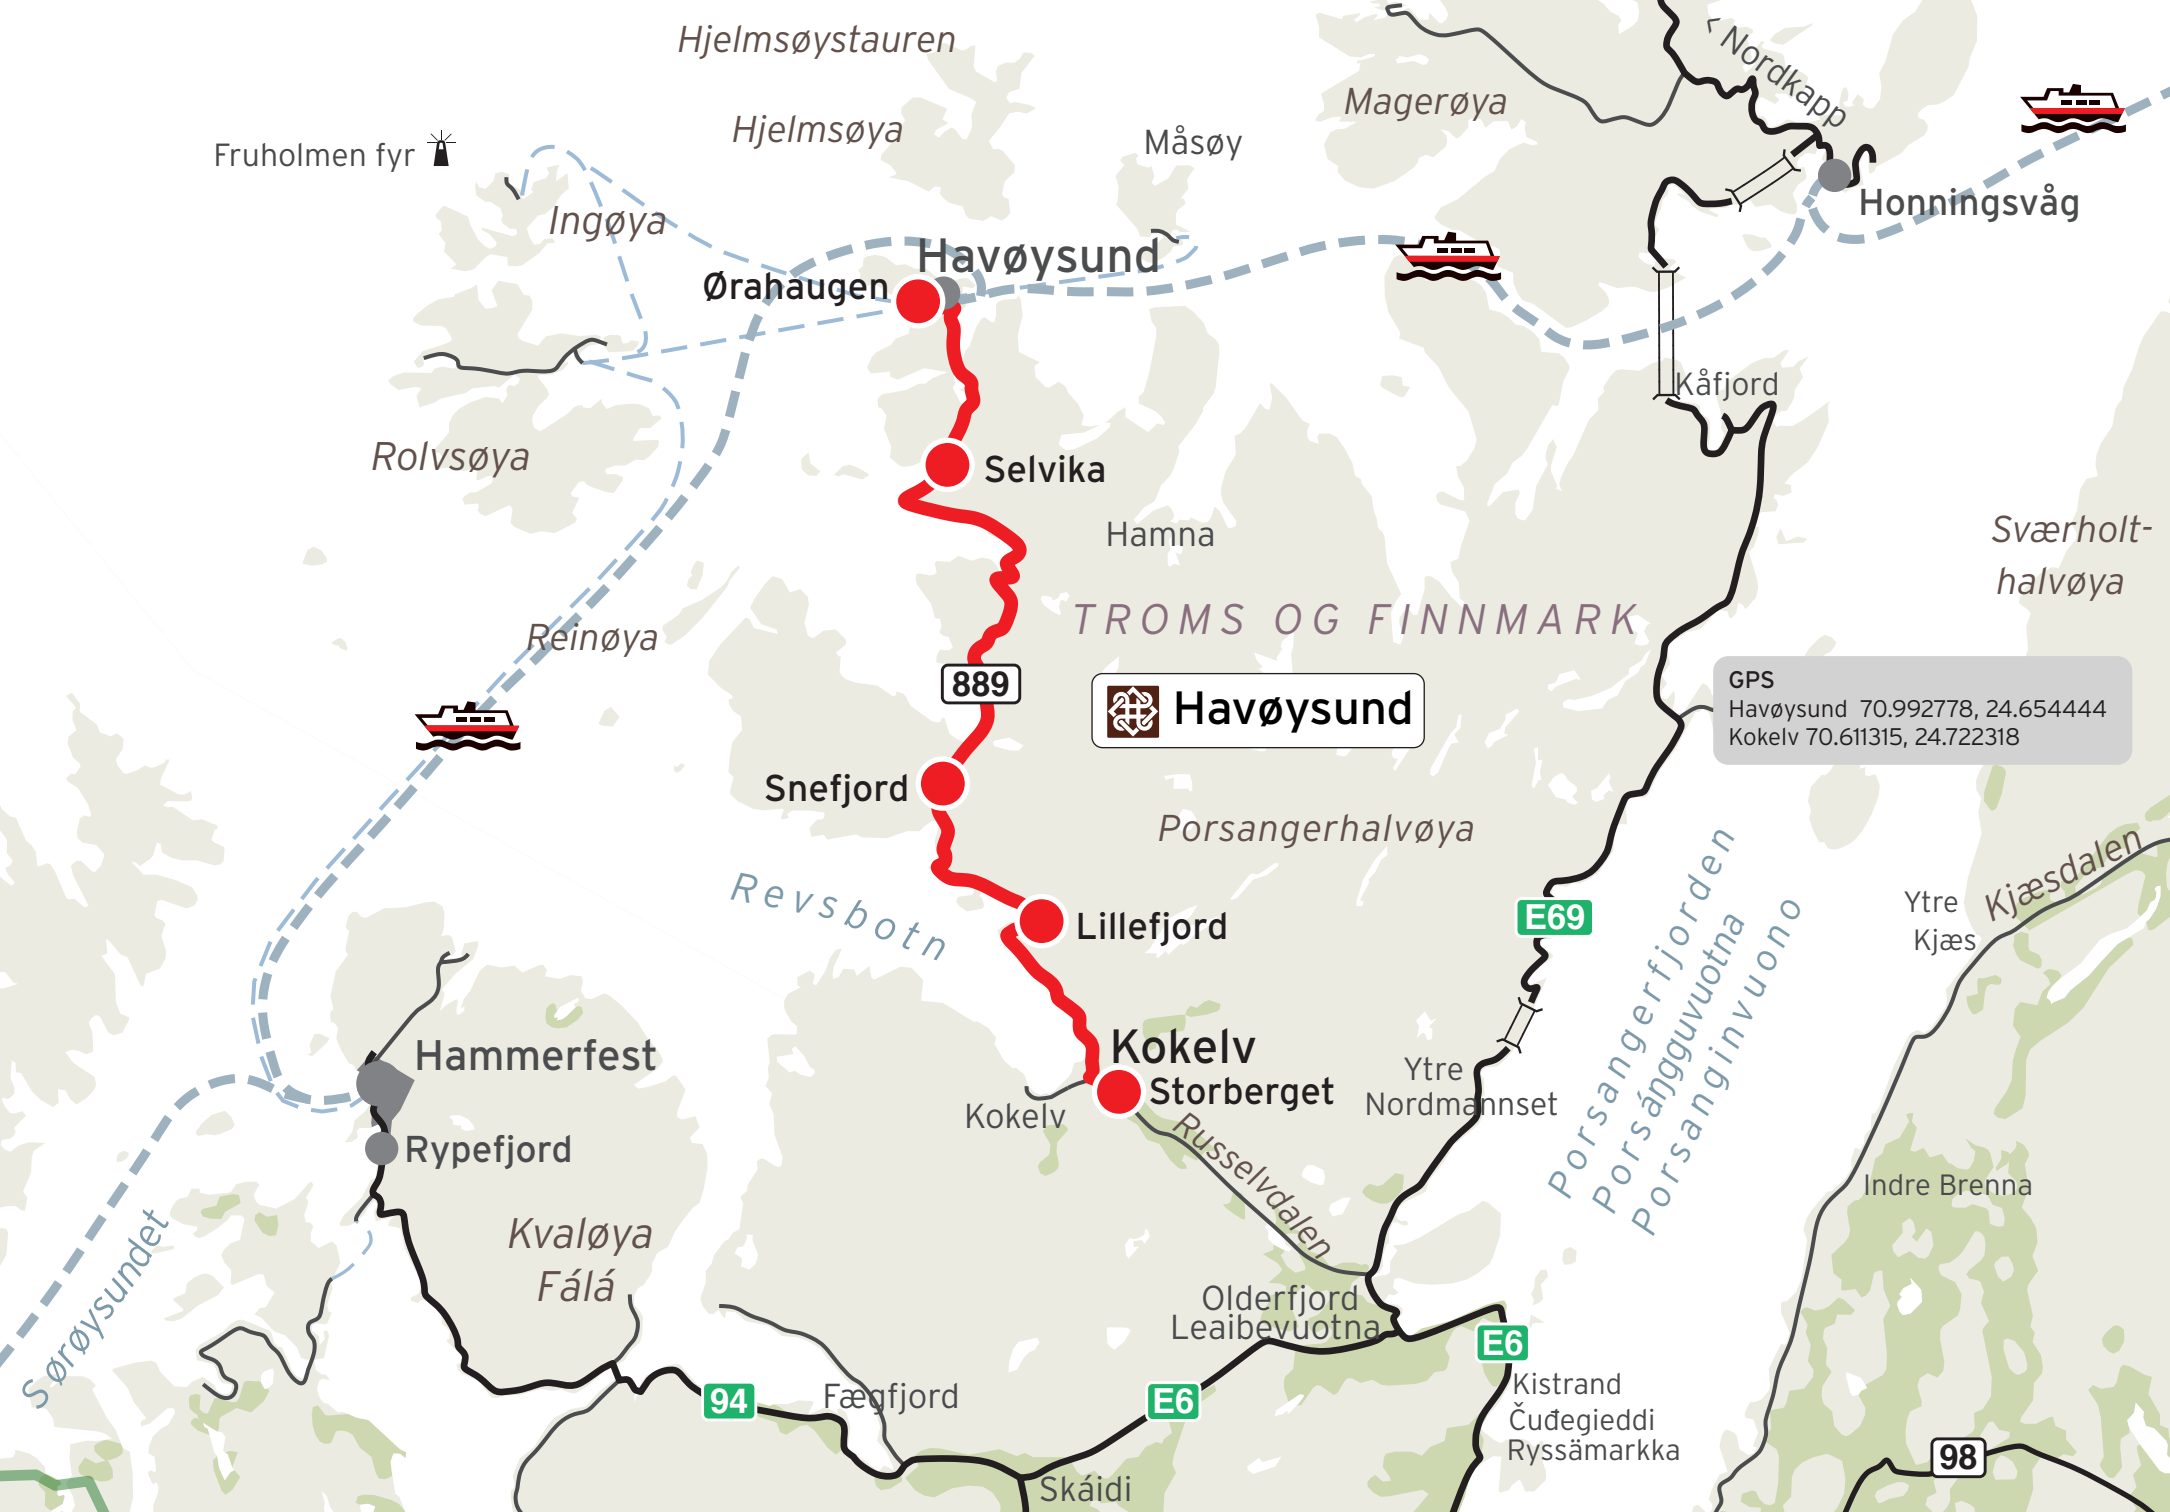 Hjelmsøystauren
< Nordkapp
Magerøya
Hjelmsøya
Måsøy
Fruholmen fyr
Honningsvåg
Ingøya
Havøysund
Ørahaugen
Kåfjord
Rolvsøya
Selvika
Hamna
Sværholt-
halvøya
TROMS OG FINNMARK
Reinøya
889
Havøysund
GPS
Havøysund 70.992778, 24.654444
Kokelv 70.611315, 24.722318
Snefjord
Porsangerhalvøya
Revsbotn
Lillefjord
E69
Porsangerfjorden
Porsáŋgguvuotna
Porsanginvuono
Ytre
Kjæs
Kjæsdalen
Kokelv
Storberget
Hammerfest
Ytre
Nordmannset
Kokelv
Russelvdalen
Rypefjord
Indre Brenna
Kvaløya
Fálá
Sørøysundet
Olderfjord
Leaibevuotna
E6
94
Fægfjord
E6
Kistrand
Čuđegieddi
Ryssämarkka
98
Skáidi